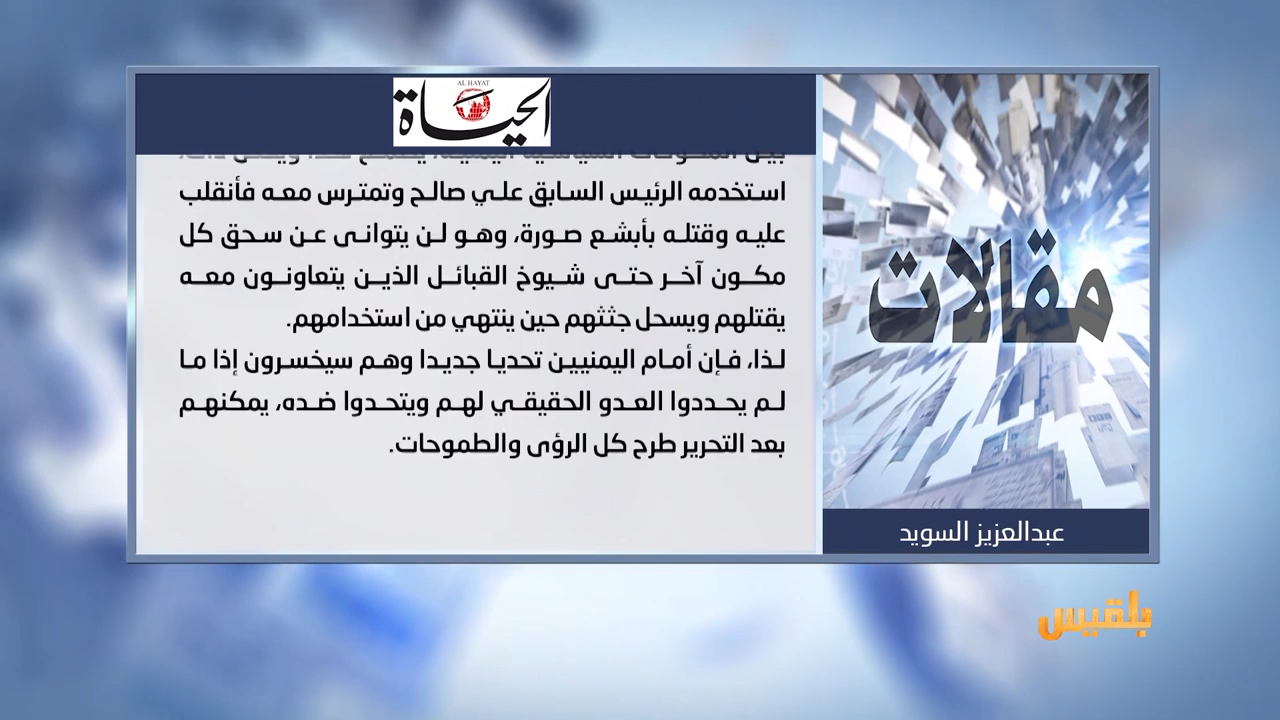 AL HAYAT
الحياة
استخدمه الرئيس السابق علي صالح وتمترس معه فأنقلب
عليه وقتله بأبشع صورة، وهو لن يتوانى عن سحق كل
مكون آخر حتى شيوخ القبائل الذين يتعاونون معه
يقتلهم ويسحل جثثهم حين ينتهي من استخدامهم.
لذا، فإن أمام اليمنيين تحديا جديدا وهم سيخسرون إذا ما
لم يحددوا العدو الحقيقي لهم ويتحدوا ضده، يمكنهم
بعد التحرير طرح كل الرؤى والطموحات.
مقالات
عبدالعزيز السويد
بلقيس